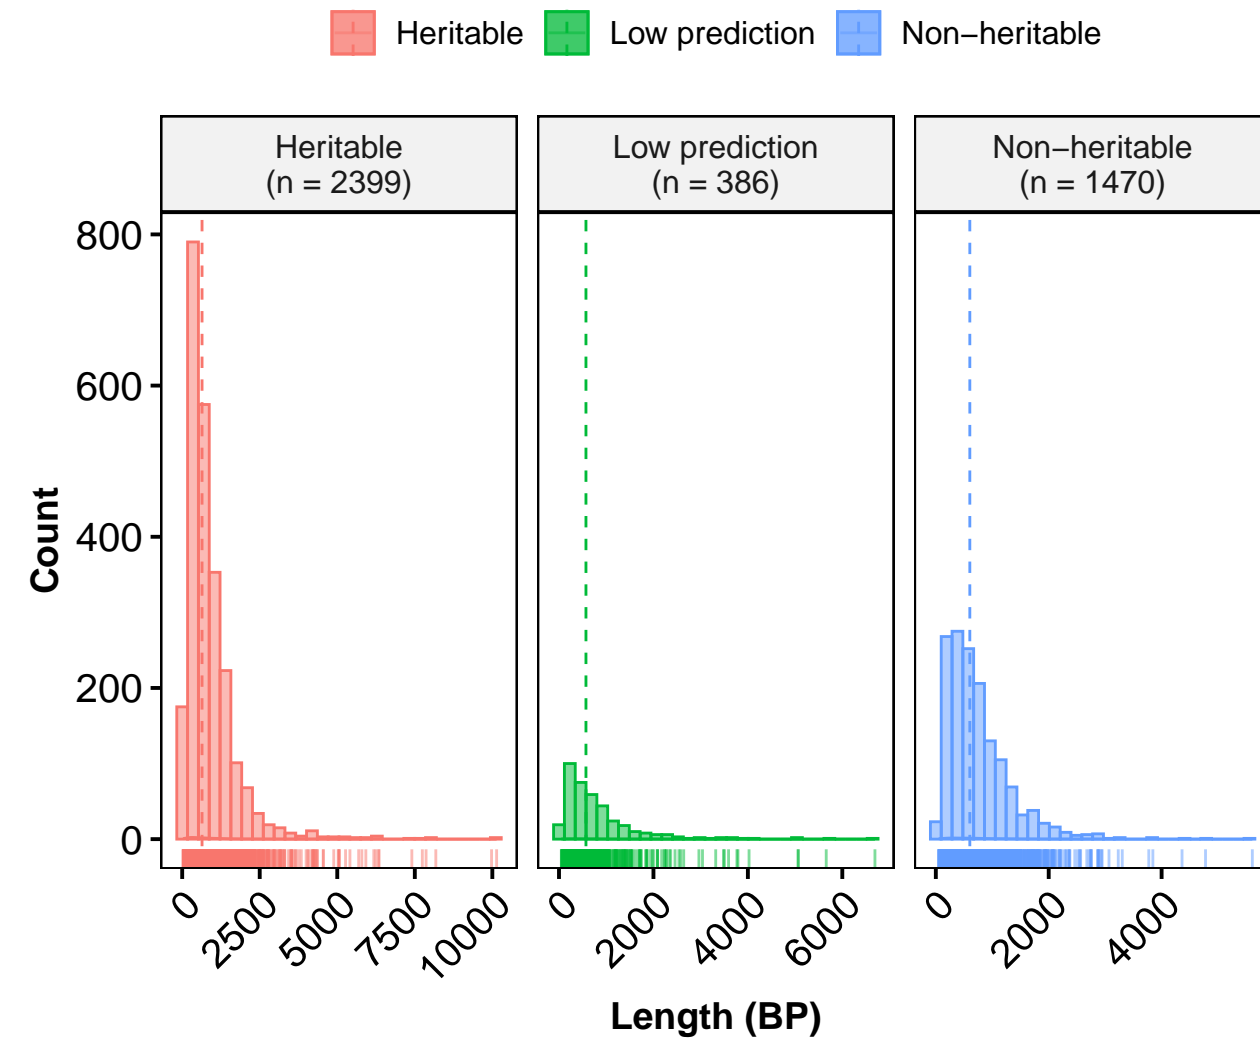 Heritable Low prediction Non−heritable
Heritable
(n = 2399)
Low prediction
(n = 386)
Non−heritable
(n = 1470)
800
600
400
200
0
Count
0 2500 5000 7500 10000
0 2000 4000 6000
0 2000 4000
Length (BP)